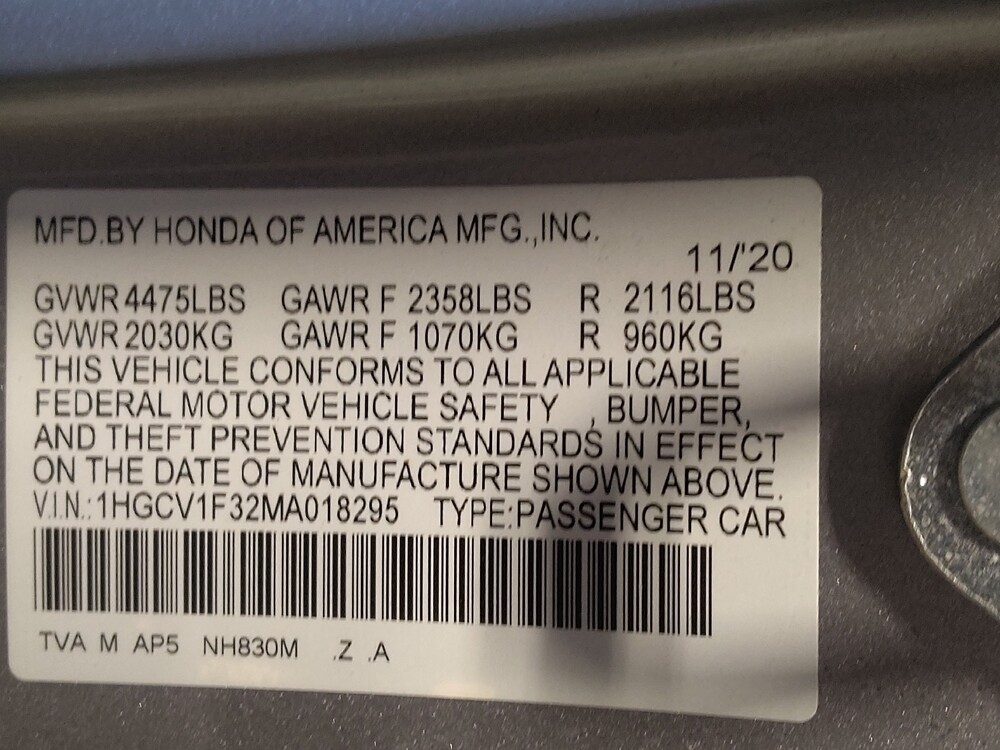 MFD.BY HONDA OF AMERICA MFG.,INC.
11/'20
GVWR 4475LBS GAWR F 2358LBS R 2116LBS
GVWR 2030KG GAWR F 1070KG R 960KG
THIS VEHICLE CONFORMS TO ALL APPLICABLE
FEDERAL MOTOR VEHICLE SAFETY , BUMPER,
AND THEFT PREVENTION STANDARDS IN EFFECT
ON THE DATE OF MANUFACTURE SHOWN ABOVE.
V.I.N.: 1HGCV1F32MA018295 TYPE:PASSENGER CAR
TVA M AP5 NH830M .Z .A